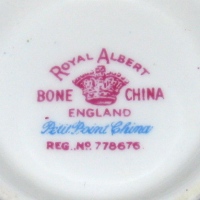 ROYAL ALBERT
BONE CHINA
ENGLAND
Petit Point China
REG. Nº 778676